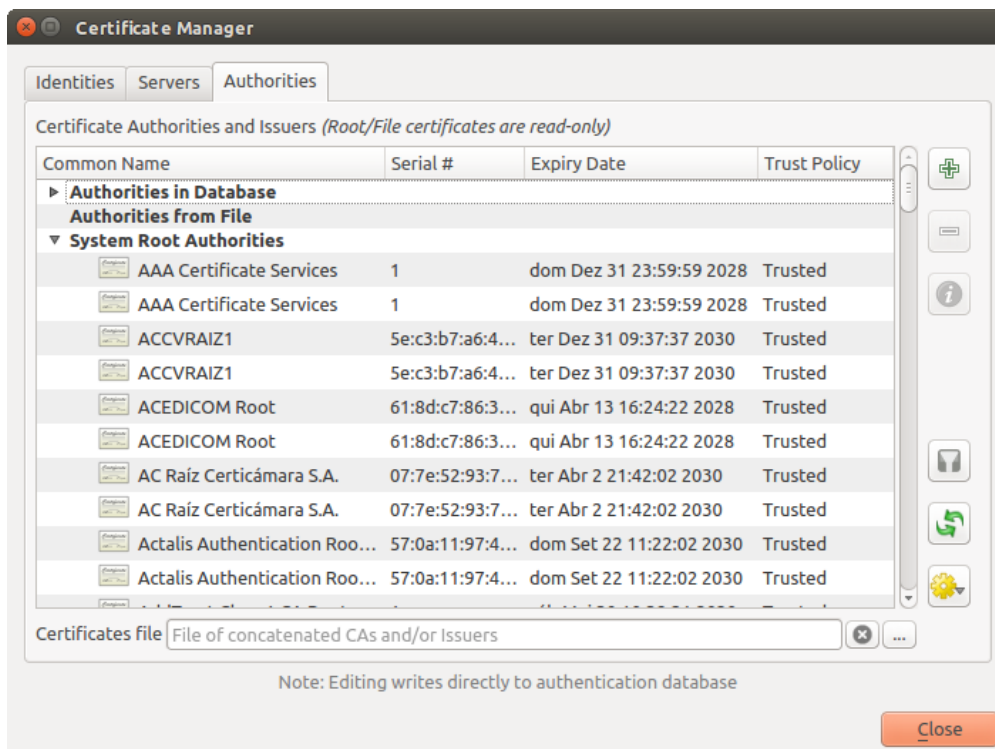 Certificate Manager
Identities Servers Authorities
Certificate Authorities and Issuers (Root/File certificates are read-only)
Common Name Serial # Expiry Date Trust Policy
Authorities in Database
Authorities from File
System Root Authorities
AAA Certificate Services 1 dom Dez 31 23:59:59 2028 Trusted
AAA Certificate Services 1 dom Dez 31 23:59:59 2028 Trusted
ACCVRAIZ1 5e:c3:b7:a6:4... ter Dez 31 09:37:37 2030 Trusted
ACCVRAIZ1 5e:c3:b7:a6:4... ter Dez 31 09:37:37 2030 Trusted
ACEDICOM Root 61:8d:c7:86:3... qui Abr 13 16:24:22 2028 Trusted
ACEDICOM Root 61:8d:c7:86:3... qui Abr 13 16:24:22 2028 Trusted
AC Raíz Certicámara S.A. 07:7e:52:93:7... ter Abr 2 21:42:02 2030 Trusted
AC Raíz Certicámara S.A. 07:7e:52:93:7... ter Abr 2 21:42:02 2030 Trusted
Actalis Authentication Roo... 57:0a:11:97:4... dom Set 22 11:22:02 2030 Trusted
Actalis Authentication Roo... 57:0a:11:97:4... dom Set 22 11:22:02 2030 Trusted
Certificates file File of concatenated CAs and/or Issuers ...
Note: Editing writes directly to authentication database
Close